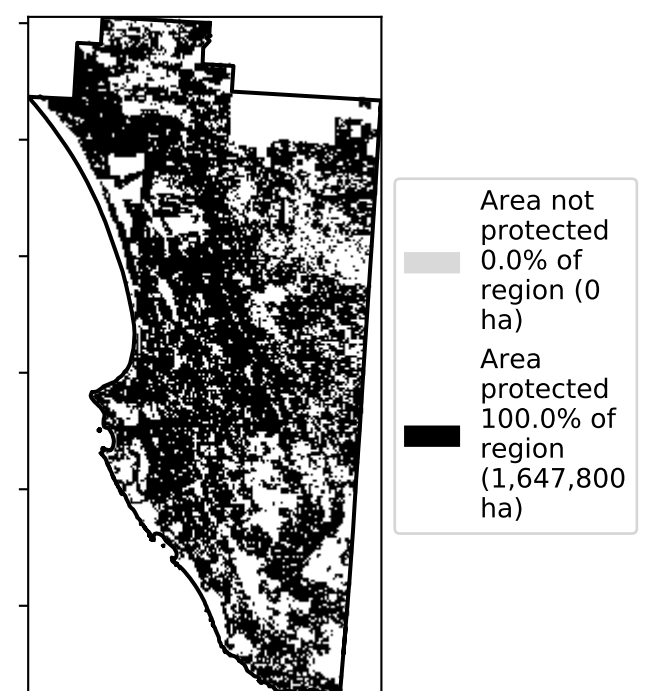 Area not
protected
0.0% of
region (0
ha)
Area
protected
100.0% of
region
(1,647,800
ha)